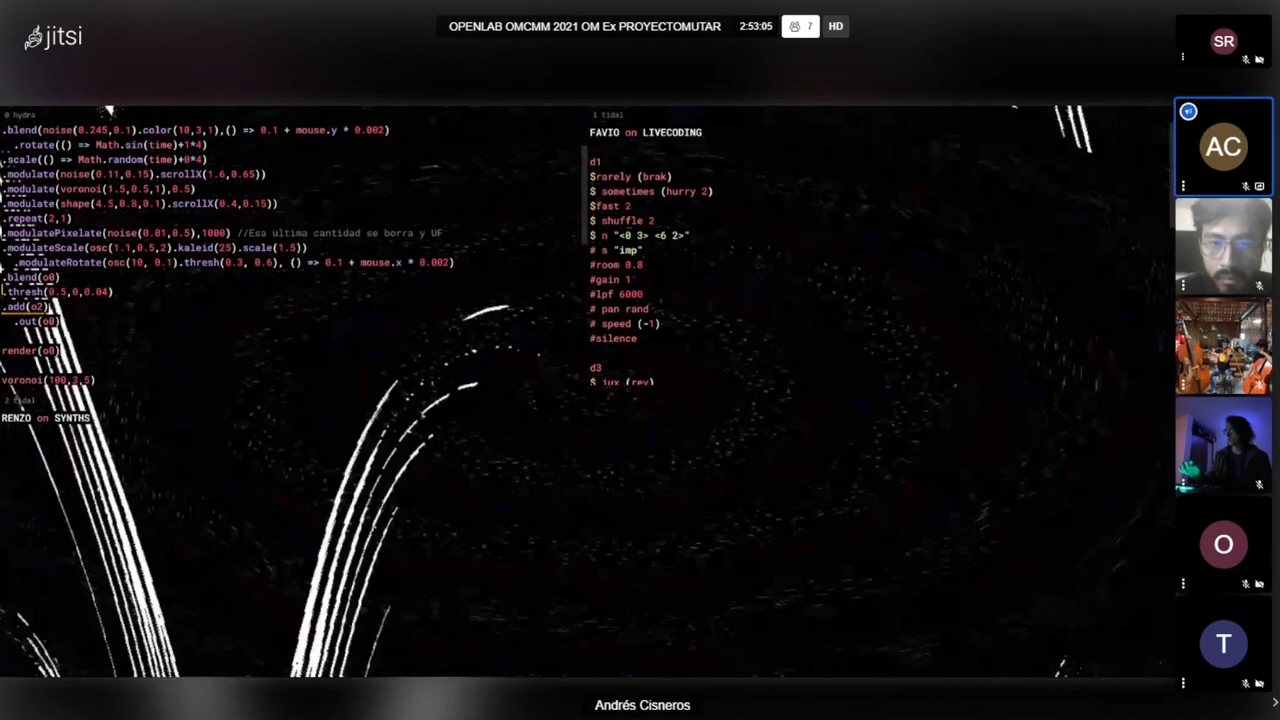 jitsi
OPENLAB OMCMM 2021 OM Ex PROYECTOMUTAR
2:53:05
7
HD
0 hydra
.blend(noise(0.245,0.1).color(10,3,1),() => 0.1 + mouse.y * 0.002)
.rotate(() => Math.sin(time)+1*4)
.scale(() => Math.random(time)+0*4)
.modulate(noise(0.11,0.15).scrollX(1.6,0.65))
.modulate(voronoi(1.5,0.5,1),0.5)
.modulate(shape(4.5,0.8,0.1).scrollX(0.4,0.15))
.repeat(2,1)
.modulatePixelate(noise(0.01,0.5),1000) //Esa ultima cantidad se borra y UF
.modulateScale(osc(1.1,0.5,2).kaleid(25).scale(1.5))
.modulateRotate(osc(10, 0.1).thresh(0.3, 0.6), () => 0.1 + mouse.x * 0.002)
.blend(o0)
.thresh(0.5,0,0.04)
.add(o2)
.out(o0)
render(o0)
voronoi(100,3,5)
2 tidal
RENZO on SYNTHS
1 tidal
FAVIO on LIVECODING
d1
$rarely (brak)
$ sometimes (hurry 2)
$fast 2
$ shuffle 2
$ n "<0 3> <6 2>"
# s "imp"
#room 0.8
#gain 1
#lpf 6000
# pan rand
# speed (-1)
#silence
d3
$ jux (rev)
SR
AC
O
T
Andrés Cisneros